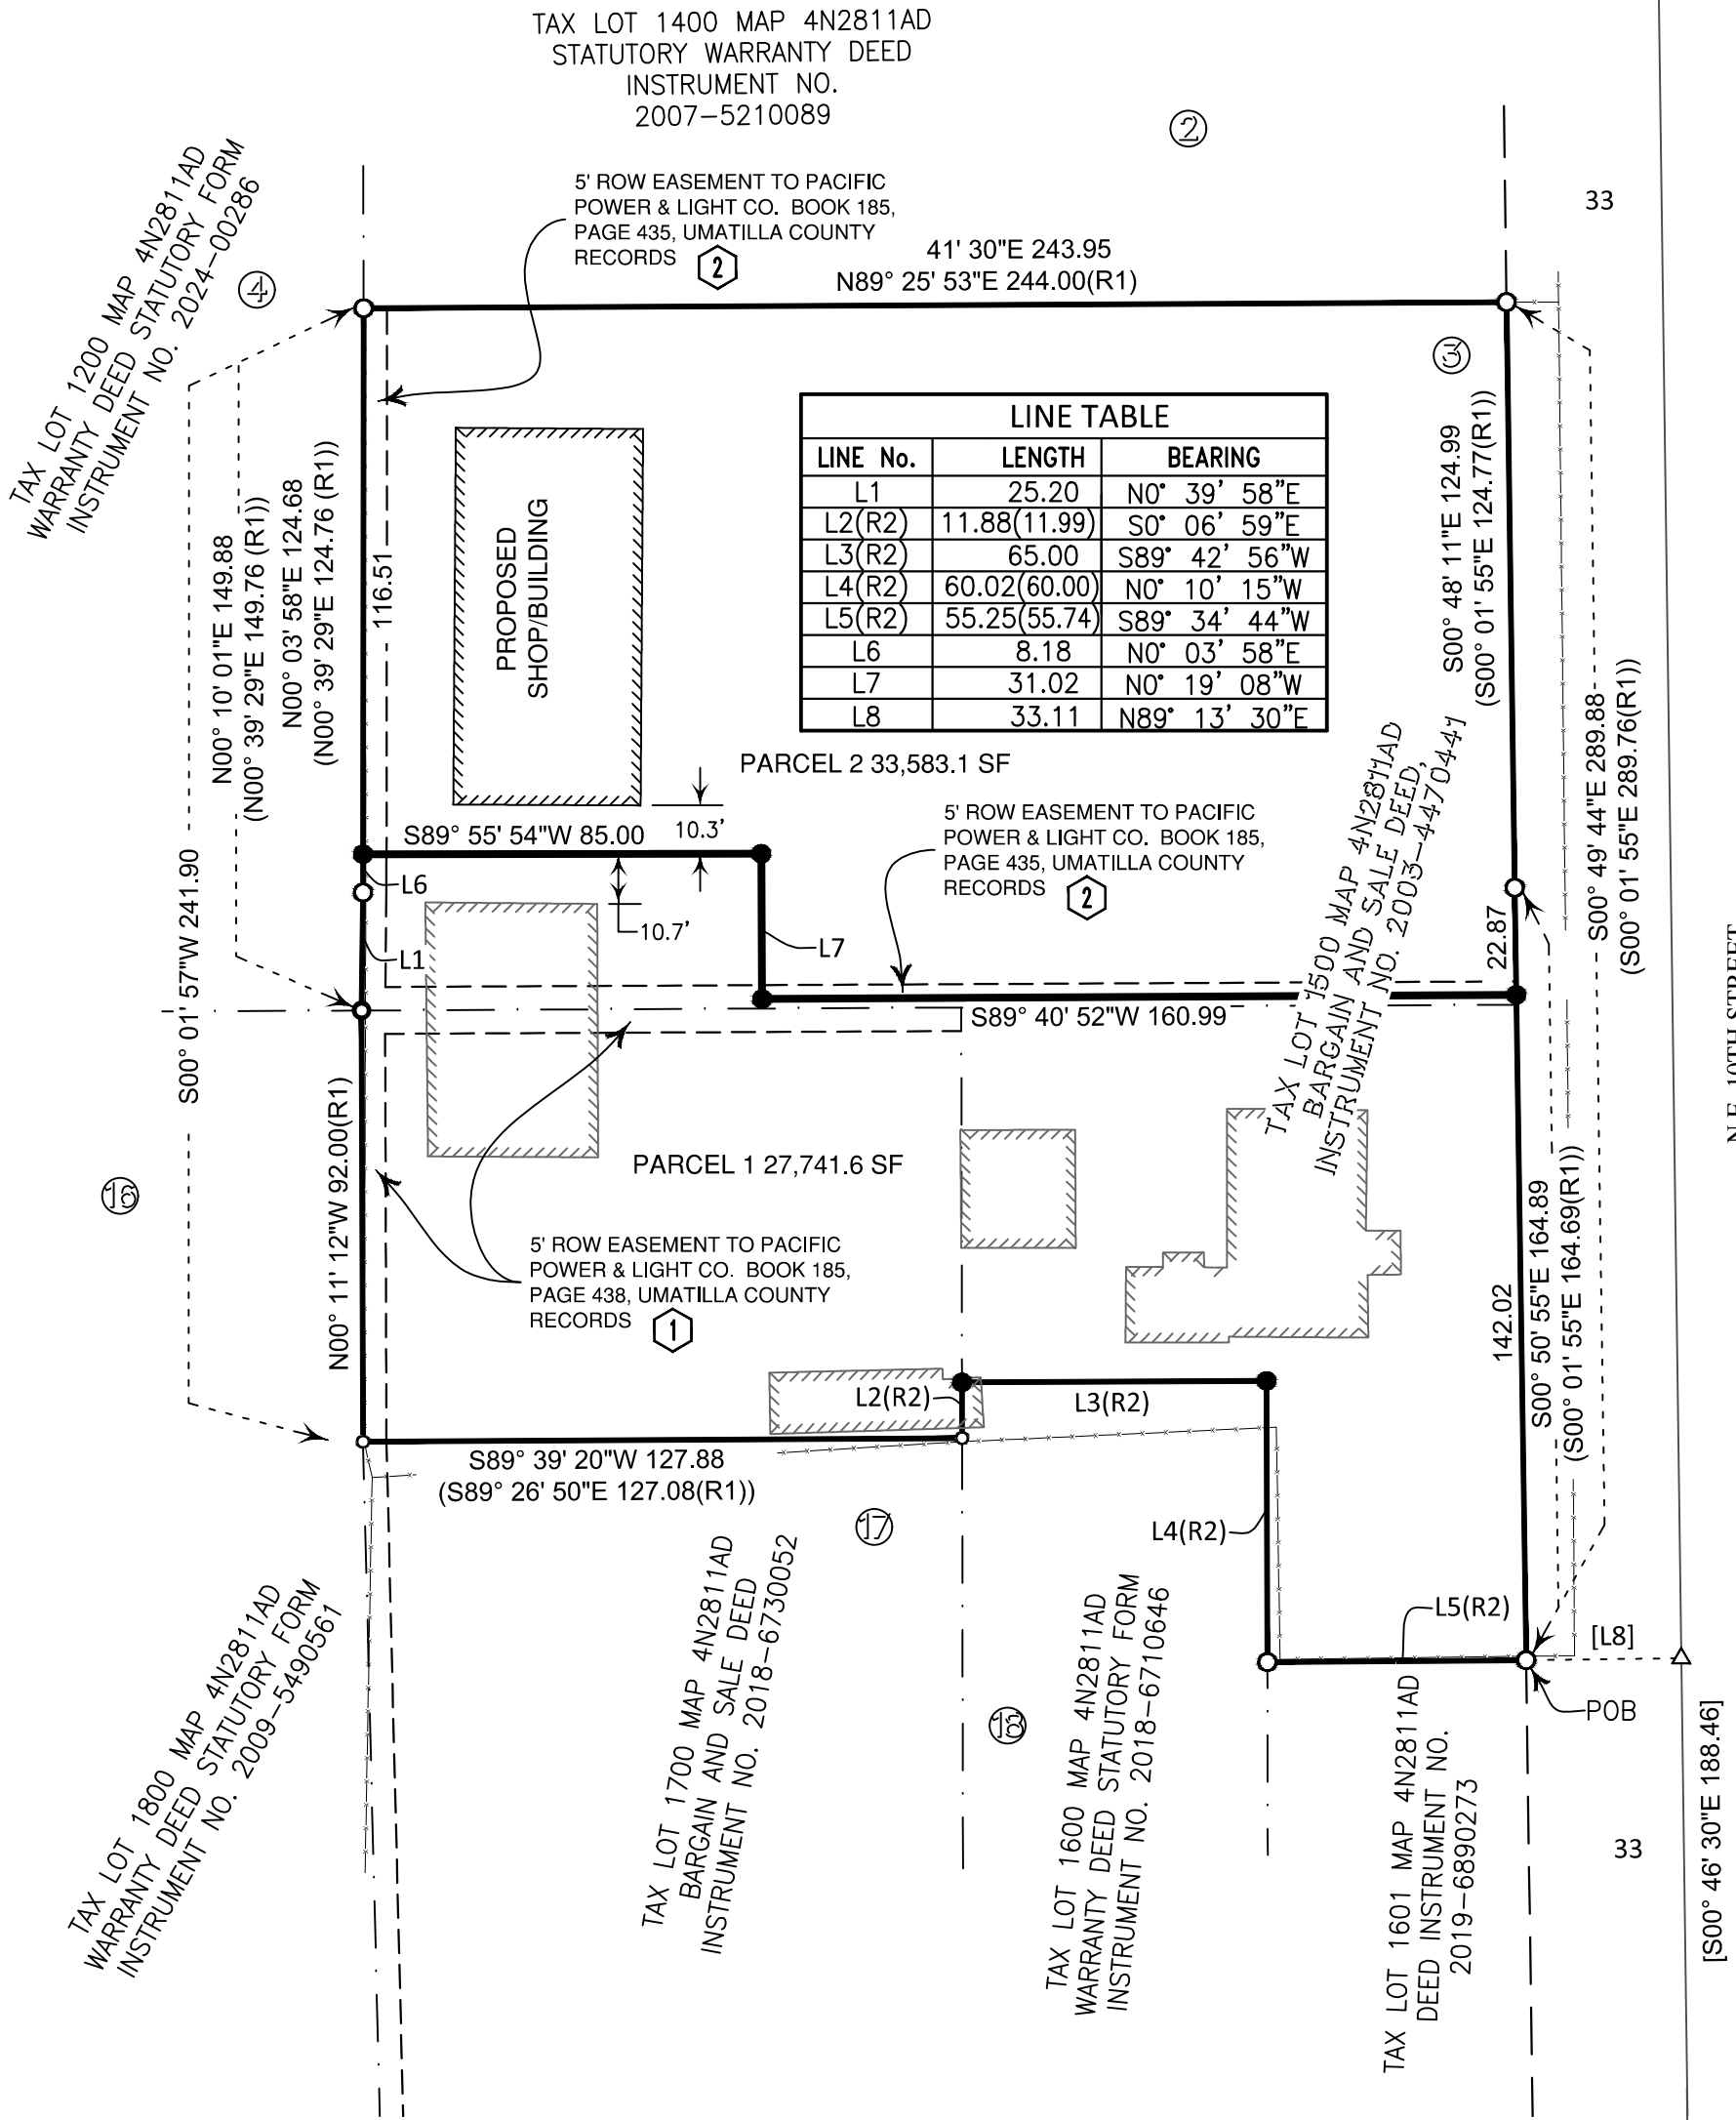 TAX LOT 1400 MAP 4N2811AD
STATUTORY WARRANTY DEED
INSTRUMENT NO.
2007-5210089
2
33
TAX LOT 1200 MAP 4N2811AD
WARRANTY DEED STATUTORY FORM
INSTRUMENT NO. 2024-00286
4
5' ROW EASEMENT TO PACIFIC
POWER & LIGHT CO. BOOK 185,
PAGE 435, UMATILLA COUNTY
RECORDS 2
41' 30"E 243.95
N89° 25' 53"E 244.00(R1)
3
LINE TABLE
LINE No. LENGTH BEARING
L1 25.20 N0° 39' 58"E
L2(R2) 11.88(11.99) S0° 06' 59"E
L3(R2) 65.00 S89° 42' 56"W
L4(R2) 60.02(60.00) N0° 10' 15"W
L5(R2) 55.25(55.74) S89° 34' 44"W
L6 8.18 N0° 03' 58"E
L7 31.02 N0° 19' 08"W
L8 33.11 N89° 13' 30"E
S00° 01' 57"W 241.90
N00° 10' 01"E 149.88
(N00° 39' 29"E 149.76 (R1))
N00° 03' 58"E 124.68
(N00° 39' 29"E 124.76 (R1))
116.51
PROPOSED
SHOP/BUILDING
S00° 48' 11"E 124.99
(S00° 01' 55"E 124.77(R1))
S00° 49' 44"E 289.88
(S00° 01' 55"E 289.76(R1))
PARCEL 2 33,583.1 SF
10.3'
S89° 55' 54"W 85.00
5' ROW EASEMENT TO PACIFIC
POWER & LIGHT CO. BOOK 185,
PAGE 435, UMATILLA COUNTY
RECORDS 2
TAX LOT 1500 MAP 4N2811AD
BARGAIN AND SALE DEED,
INSTRUMENT NO. 2003-4470441
L6
10.7'
L7
L1
22.87
N.E. 10TH STREET
S89° 40' 52"W 160.99
N00° 11' 12"W 92.00(R1)
PARCEL 1 27,741.6 SF
16
5' ROW EASEMENT TO PACIFIC
POWER & LIGHT CO. BOOK 185,
PAGE 438, UMATILLA COUNTY
RECORDS 1
142.02
S00° 50' 55"E 164.89
(S00° 01' 55"E 164.69(R1))
L2(R2)
L3(R2)
S89° 39' 20"W 127.88
(S89° 26' 50"E 127.08(R1))
17
L4(R2)
L5(R2)
[L8]
POB
TAX LOT 1800 MAP 4N2811AD
WARRANTY DEED STATUTORY FORM
INSTRUMENT NO. 2009-5490561
TAX LOT 1700 MAP 4N2811AD
BARGAIN AND SALE DEED
INSTRUMENT NO. 2018-6730052
18
TAX LOT 1600 MAP 4N2811AD
WARRANTY DEED STATUTORY FORM
INSTRUMENT NO. 2018-6710646
TAX LOT 1601 MAP 4N2811AD
DEED INSTRUMENT NO.
2019-6890273
33
[S00° 46' 30"E 188.46]